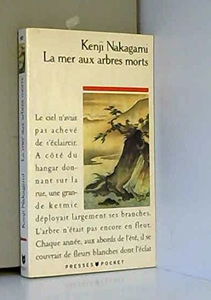 Kenji Nakagami
La mer aux arbres morts
Le ciel n'avait
pas achevé
de s'éclaircir.
A côté du
hangar don-
nant sur la
rue, une gran-
de ketmie
déployait largement ses branches.
L'arbre n'était pas encore en fleur.
Chaque année, aux abords de l'été, il se
couvrait de fleurs blanches dont l'éclat
PRESSES POCKET
Kenji Nakagami
La mer aux arbres morts